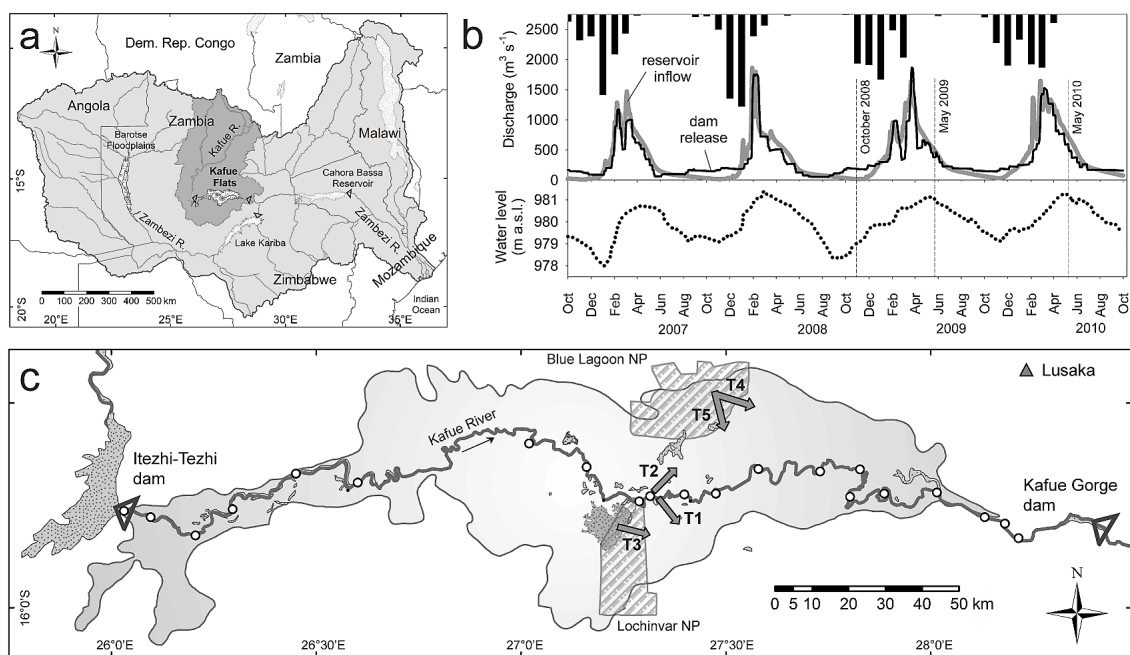 a
N
Dem. Rep. Congo
Zambia
Angola
Zambia
Kafue R.
Malawi
Barotse
Floodplains
Kafue
Flats
Cahora Bassa
Reservoir
15°S
Zambezi R.
Zambezi R.
Lake Kariba
Mozambique
Zimbabwe
0 100 200 300 400 500 km
Indian
Ocean
20°S
20°E 25°E 30°E 35°E
b
Discharge (m³ s⁻¹)
2500
2000
1500
1000
500
0
reservoir
inflow
dam
release
October 2008
May 2009
May 2010
Water level
(m a.s.l.)
981
980
979
978
Oct Dec Feb Apr Jun Aug Oct Dec Feb Apr Jun Aug Oct Dec Feb Apr Jun Aug Oct Dec Feb Apr Jun Aug Oct
2007 2008 2009 2010
c
Blue Lagoon NP
Lusaka
T4
T5
Kafue River
Itezhi-Tezhi
dam
T2
Kafue Gorge
dam
T1
T3
N
0 5 10 20 30 40 50 km
16°0'S
Lochinvar NP
26°0'E 26°30'E 27°0'E 27°30'E 28°0'E